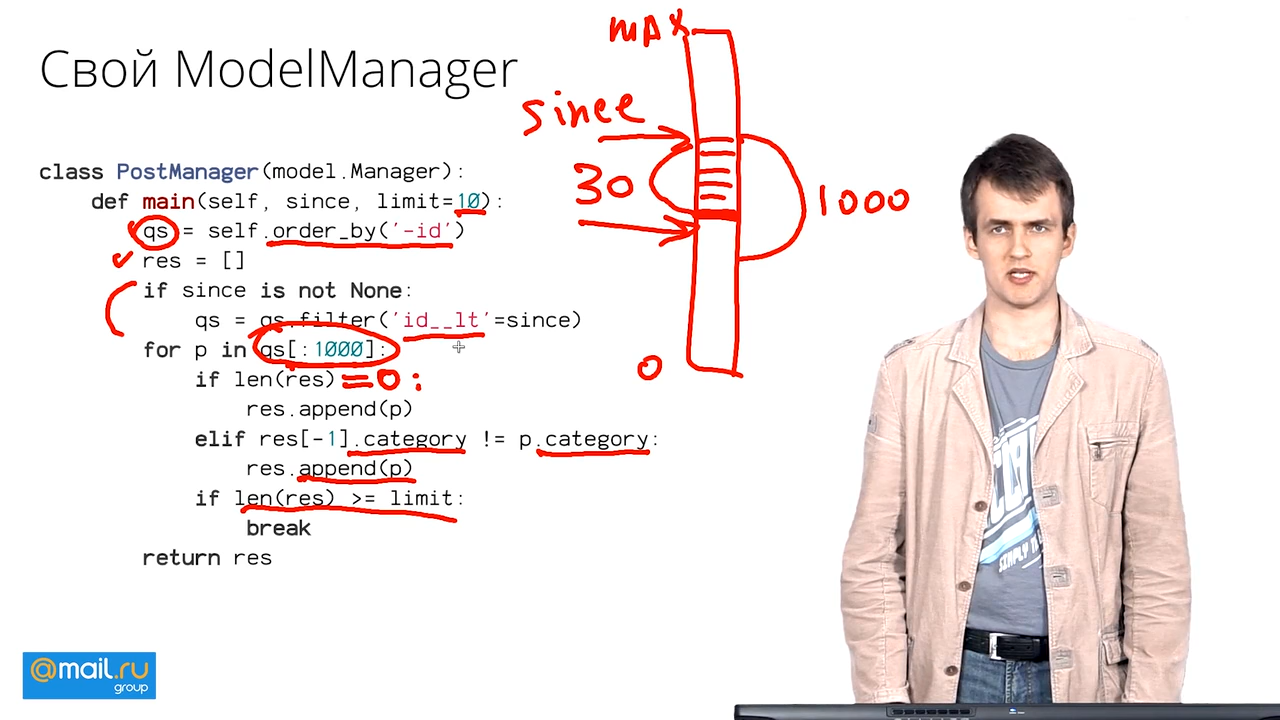 Свой ModelManager
class PostManager(model.Manager):
def main(self, since, limit=10):
qs = self.order_by('-id')
res = []
if since is not None:
qs = qs.filter('id__lt'=since)
for p in qs[:1000]:
if len(res) =0:
res.append(p)
elif res[-1].category != p.category:
res.append(p)
if len(res) >= limit:
break
return res
max
since
30
1000
0
@mail.ru
group